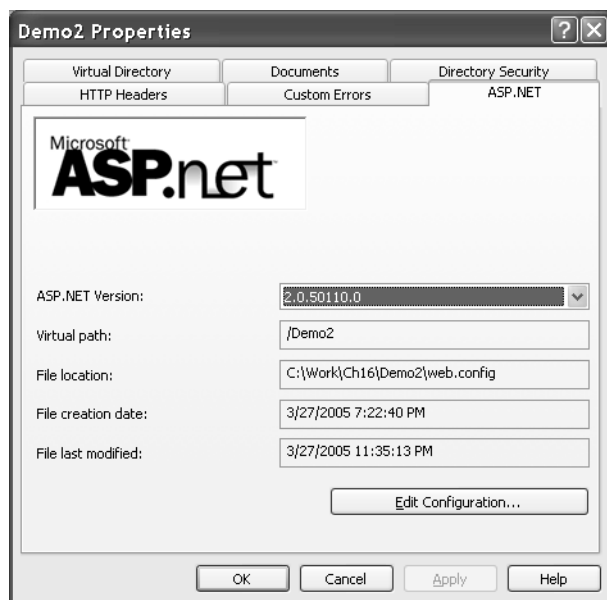 Demo2 Properties
Virtual Directory
Documents
Directory Security
HTTP Headers
Custom Errors
ASP.NET
Microsoft
ASP.net
ASP.NET Version:
2.0.50110.0
Virtual path:
/Demo2
File location:
C:\Work\Ch16\Demo2\web.config
File creation date:
3/27/2005 7:22:40 PM
File last modified:
3/27/2005 11:35:13 PM
Edit Configuration...
OK
Cancel
Apply
Help